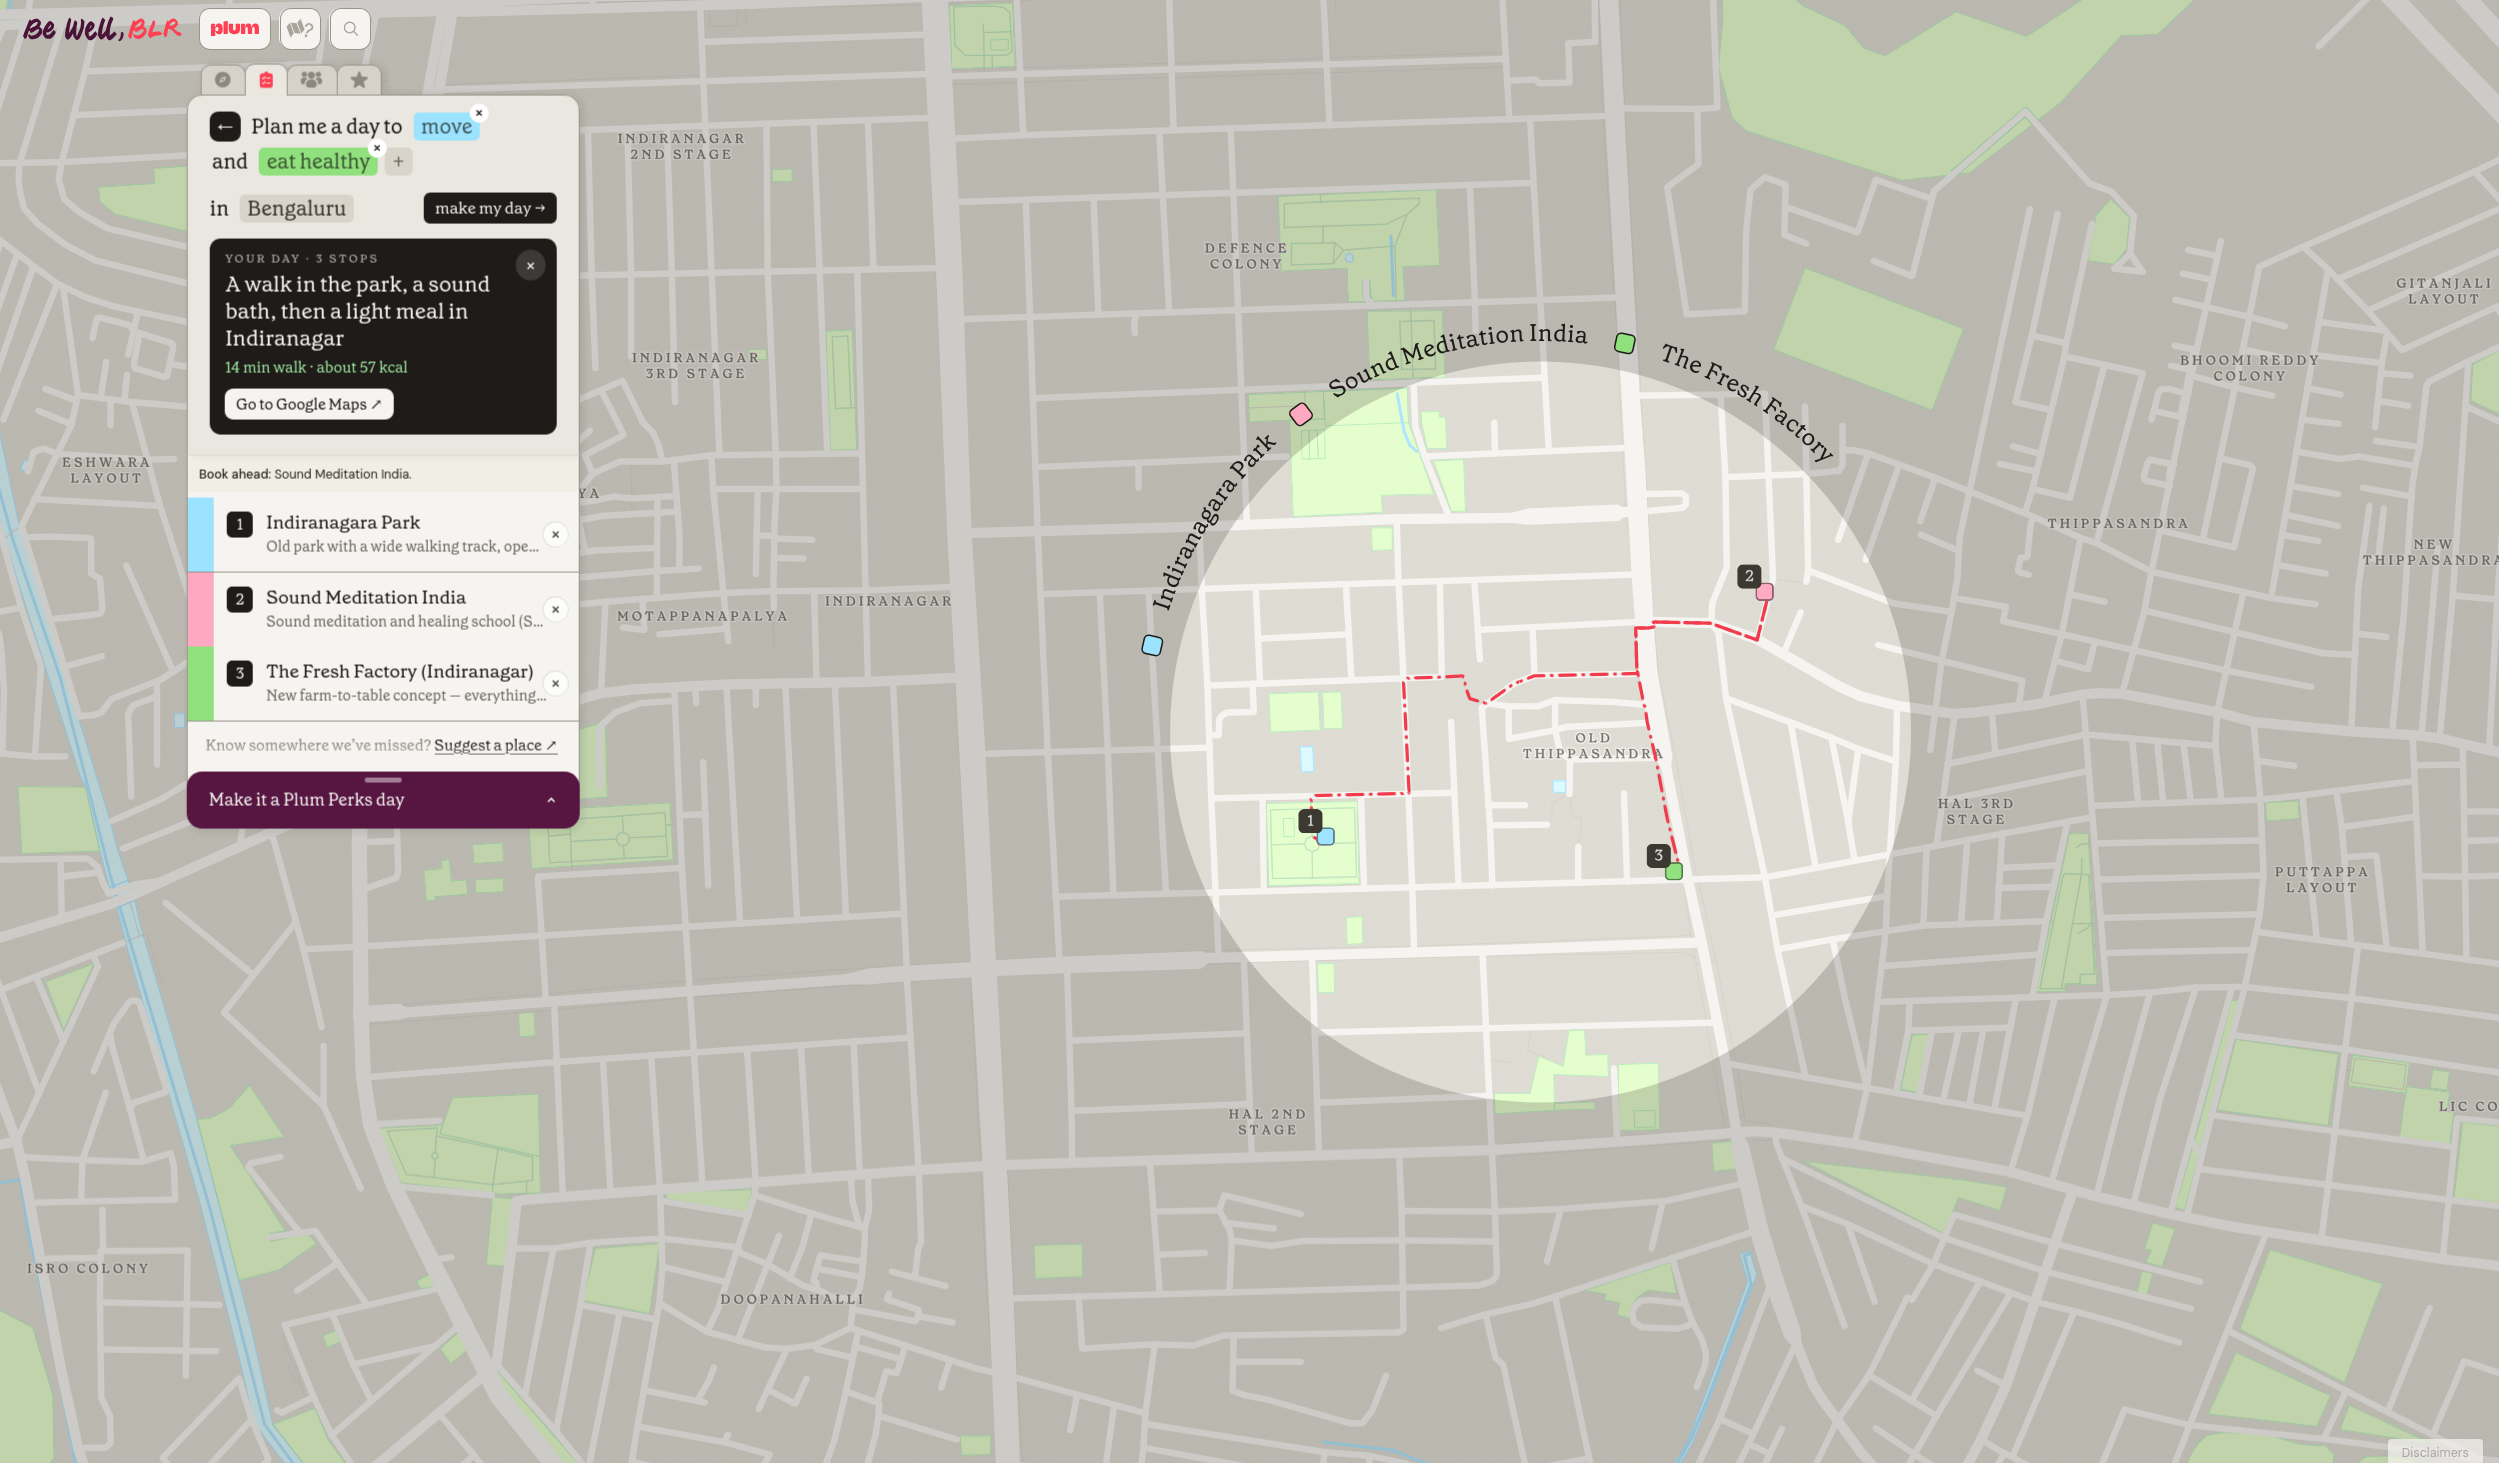 Be Well, BLR
plum
Plan me a day to move
and eat healthy +
in Bengaluru
make my day →
YOUR DAY · 3 STOPS
A walk in the park, a sound
bath, then a light meal in
Indiranagar
14 min walk · about 57 kcal
Go to Google Maps ↗
Book ahead: Sound Meditation India.
1 Indiranagara Park
Old park with a wide walking track, ope...
2 Sound Meditation India
Sound meditation and healing school (S...
3 The Fresh Factory (Indiranagar)
New farm-to-table concept — everything...
Know somewhere we've missed? Suggest a place ↗
Make it a Plum Perks day
INDIRANAGAR
2ND STAGE
DEFENCE
COLONY
GITANJALI
LAYOUT
INDIRANAGAR
3RD STAGE
BHOOMI REDDY
COLONY
Sound Meditation India
The Fresh Factory
Indiranagara Park
ESHWARA
LAYOUT
YA
THIPPASANDRA
NEW
THIPPASANDRA
MOTAPPANAPALYA
INDIRANAGAR
2
OLD
THIPPASANDRA
1
3
HAL 3RD
STAGE
PUTTAPPA
LAYOUT
HAL 2ND
STAGE
LIC CO
ISRO COLONY
DOOPANAHALLI
Disclaimers